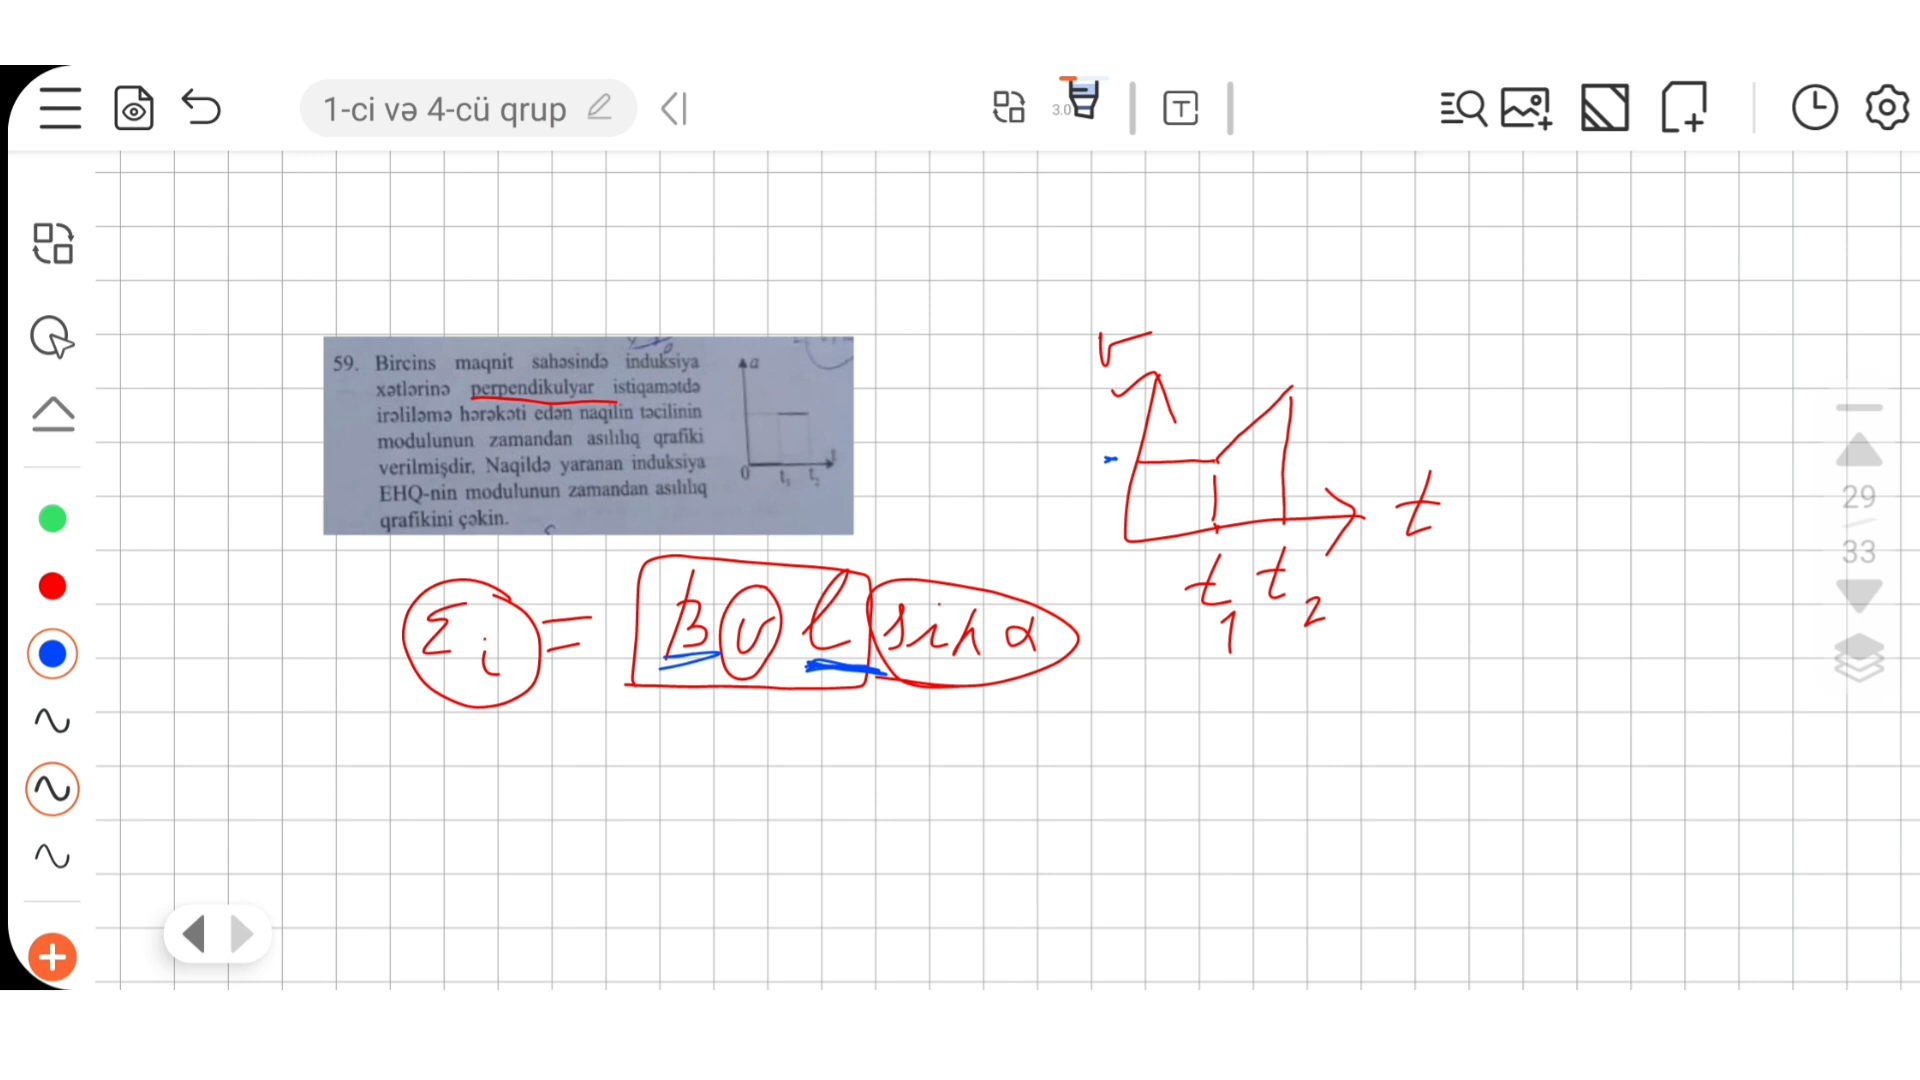 1-ci və 4-cü qrup
3.0
T
59. Bircins maqnit sahəsində induksiya
xətlərinə perpendikulyar istiqamətdə
irəliləmə hərəkəti edən naqilin təcilinin
modulunun zamandan asılılıq qrafiki
verilmişdir. Naqildə yaranan induksiya
EHQ-nin modulunun zamandan asılılıq
qrafikini çəkin.
a
0 t₁ t₂ t
v
t
t₁ t₂
Ɛi = B v l sin α
29
33